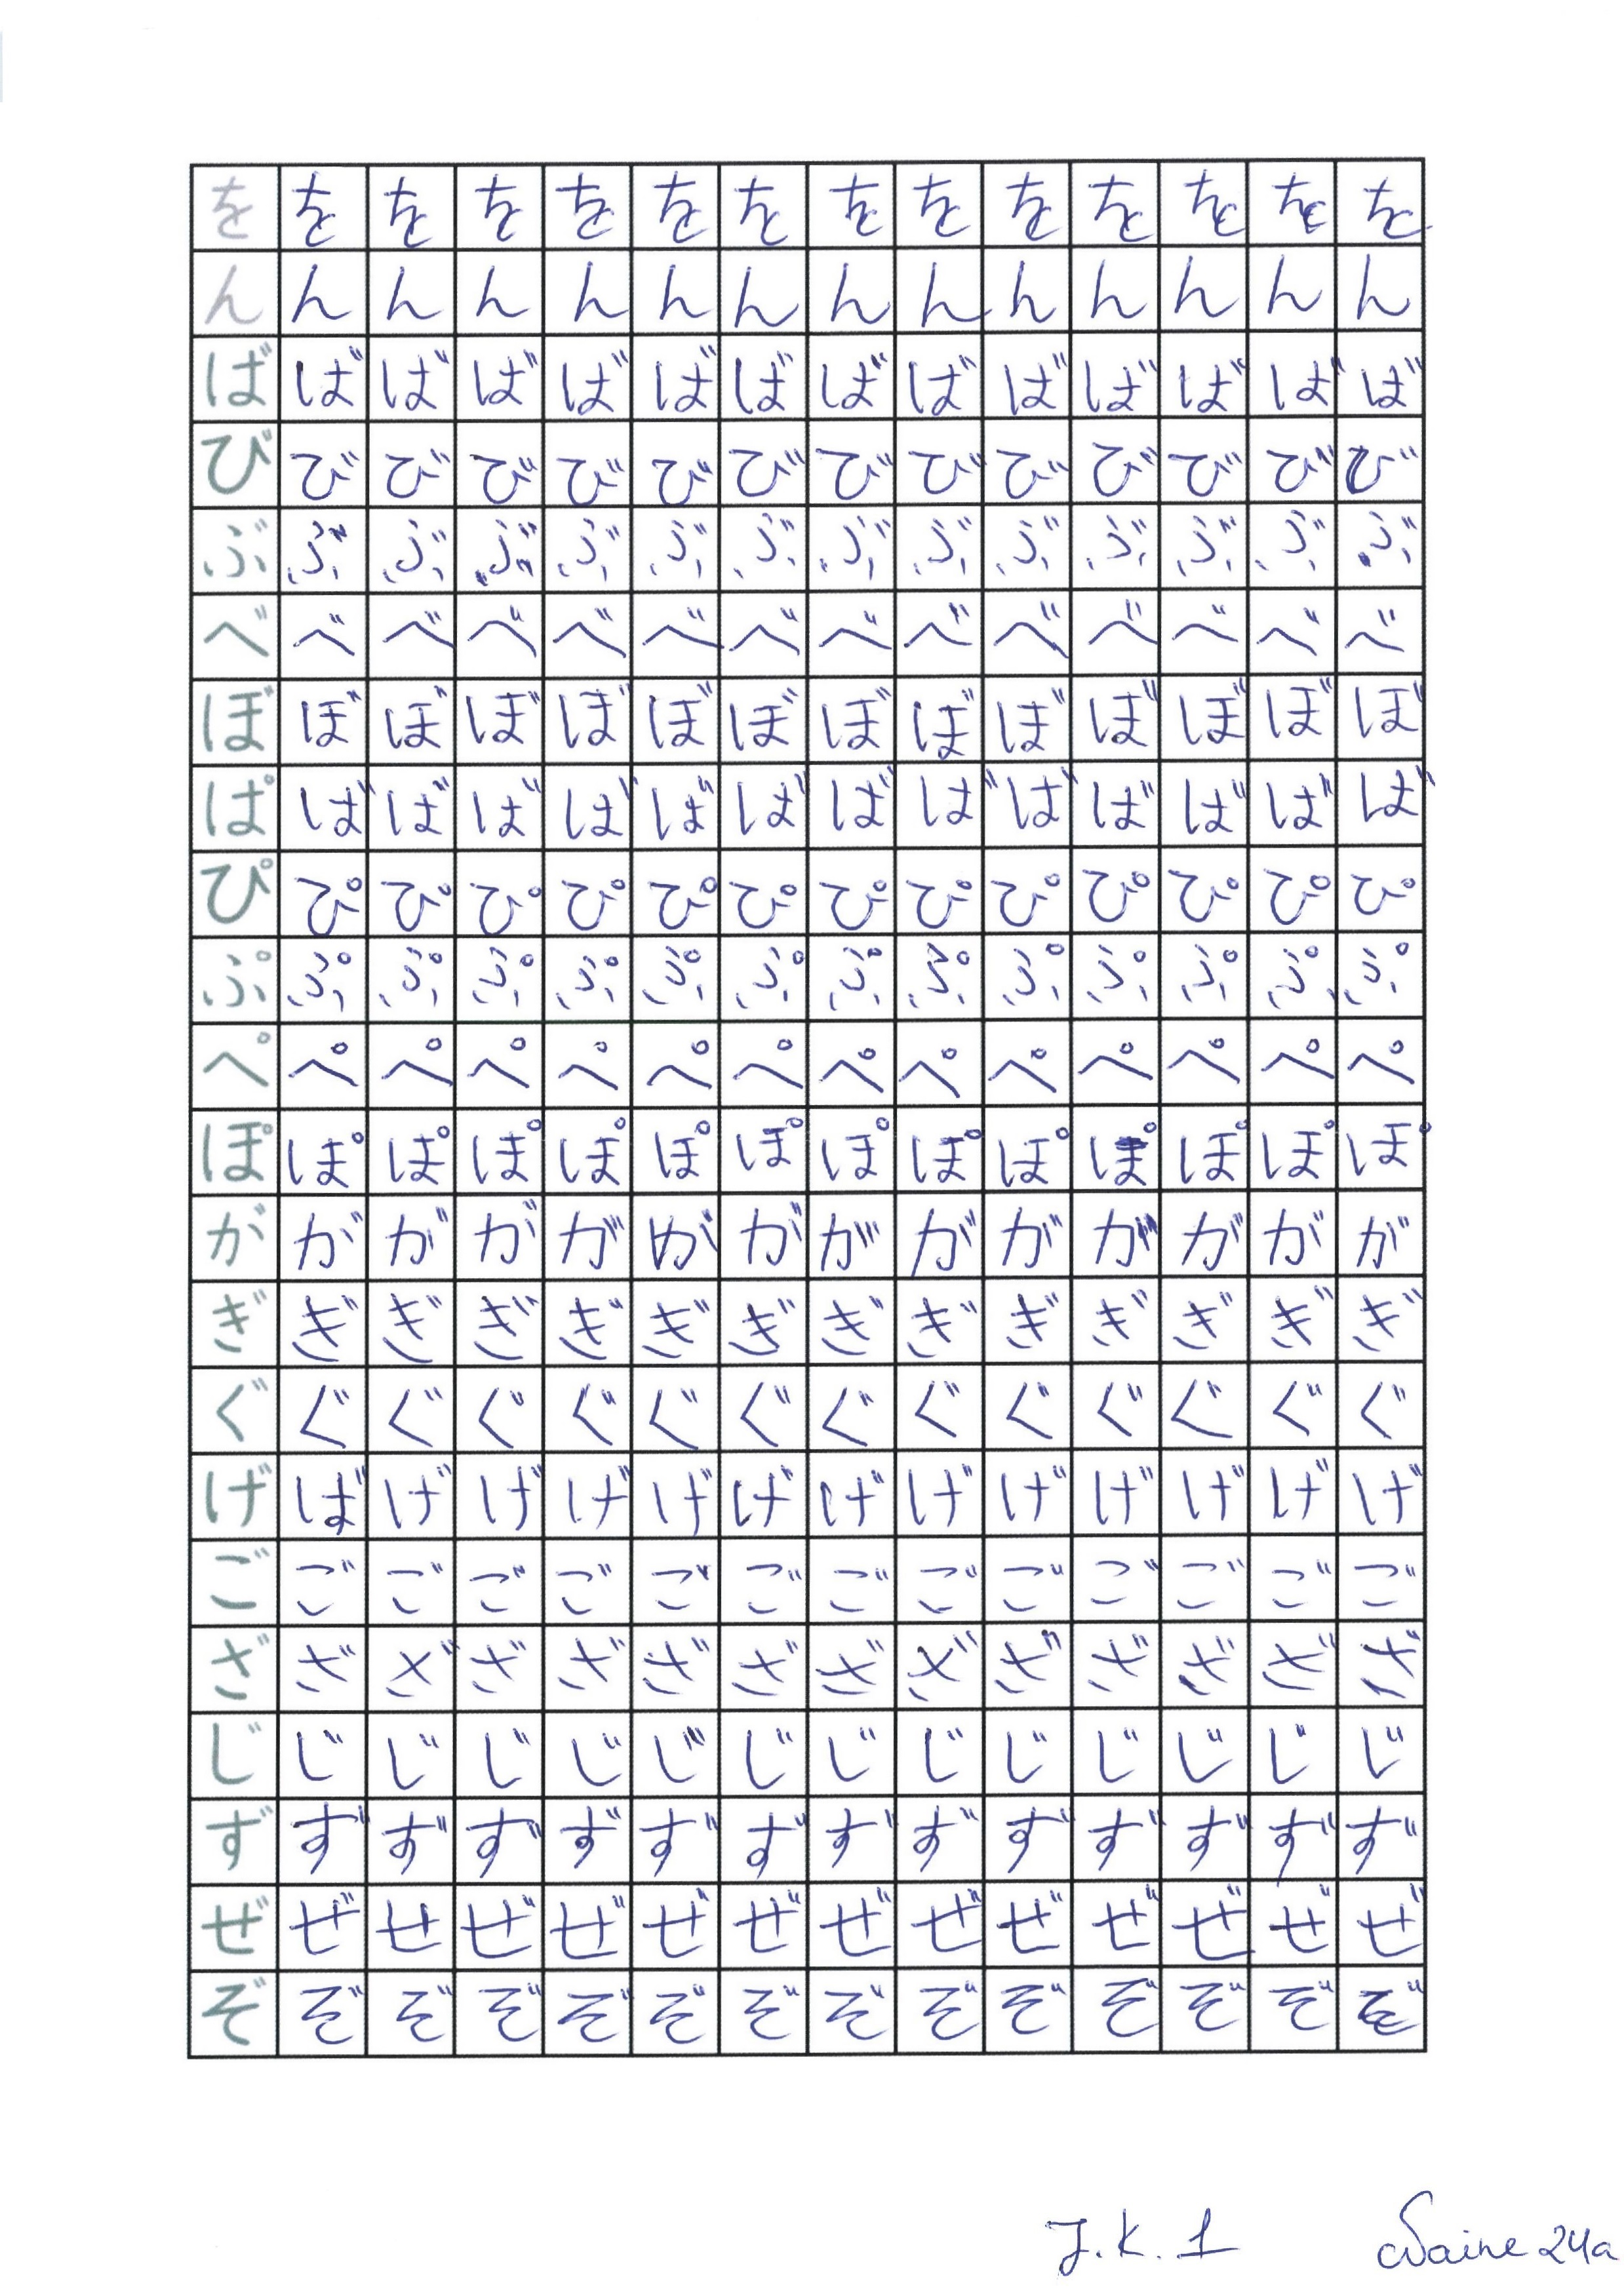 を を を を を を を を を を を を を を
ん ん ん ん ん ん ん ん ん ん ん ん ん ん
ば ば ば ば ば ば ば ば ば ば ば ば ば ば
び び び び び び び び び び び び び び
ぶ ぶ ぶ ぶ ぶ ぶ ぶ ぶ ぶ ぶ ぶ ぶ ぶ ぶ
べ べ べ べ べ べ べ べ べ べ べ べ べ べ
ぼ ぼ ぼ ぼ ぼ ぼ ぼ ぼ ぼ ぼ ぼ ぼ ぼ ぼ
ぱ ば ば ば ば ば ば ば ば ば ば ば ば ば
ぴ ぴ ぴ ぴ ぴ ぴ ぴ ぴ ぴ ぴ ぴ ぴ ぴ ぴ
ぷ ぷ ぷ ぷ ぷ ぷ ぷ ぷ ぷ ぷ ぷ ぷ ぷ ぷ
ぺ ぺ ぺ ぺ ぺ ぺ ぺ ぺ ぺ ぺ ぺ ぺ ぺ ぺ
ぽ ぽ ぽ ぽ ぽ ぽ ぽ ぽ ぽ ぽ ぽ ぽ ぽ ぽ
が が が が が が が が が が が が が が
ぎ ぎ ぎ ぎ ぎ ぎ ぎ ぎ ぎ ぎ ぎ ぎ ぎ ぎ
ぐ ぐ ぐ ぐ ぐ ぐ ぐ ぐ ぐ ぐ ぐ ぐ ぐ ぐ
げ ば げ げ げ げ げ げ げ げ げ げ げ げ
ご ご ご ご ご ご ご ご ご ご ご ご ご ご
ざ ざ ざ ざ ざ ざ ざ ざ ざ ざ ざ ざ ざ ざ
じ じ じ じ じ じ じ じ じ じ じ じ じ じ
ず ず ず ず ず ず ず ず ず ず ず ず ず ず
ぜ ぜ せ ぜ ぜ ぜ ぜ ぜ ぜ ぜ ぜ ぜ ぜ ぜ
ぞ ぞ ぞ ぞ ぞ ぞ ぞ ぞ ぞ ぞ ぞ ぞ ぞ ぞ
J.K. 1 24a